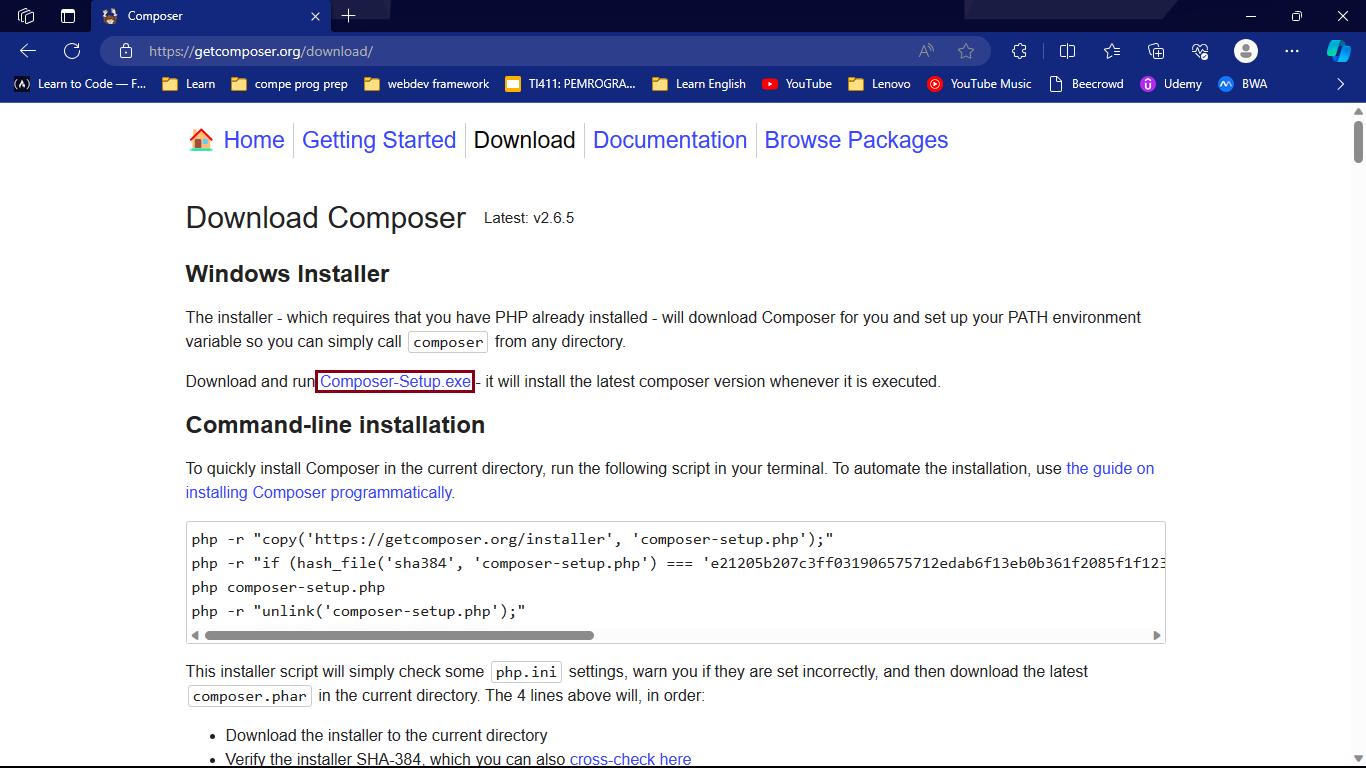 Composer
https://getcomposer.org/download/
Learn to Code — F...
Learn
compe prog prep
webdev framework
TI411: PEMROGRA...
Learn English
YouTube
Lenovo
YouTube Music
Beecrowd
Udemy
BWA
Home
Getting Started
Download
Documentation
Browse Packages
Download Composer Latest: v2.6.5
Windows Installer
The installer - which requires that you have PHP already installed - will download Composer for you and set up your PATH environment
variable so you can simply call composer from any directory.
Download and run Composer-Setup.exe - it will install the latest composer version whenever it is executed.
Command-line installation
To quickly install Composer in the current directory, run the following script in your terminal. To automate the installation, use the guide on
installing Composer programmatically.
php -r "copy('https://getcomposer.org/installer', 'composer-setup.php');"
php -r "if (hash_file('sha384', 'composer-setup.php') === 'e21205b207c3ff031906575712edab6f13eb0b361f2085f1f123
php composer-setup.php
php -r "unlink('composer-setup.php');"
This installer script will simply check some php.ini settings, warn you if they are set incorrectly, and then download the latest
composer.phar in the current directory. The 4 lines above will, in order:
• Download the installer to the current directory
• Verify the installer SHA-384, which you can also cross-check here